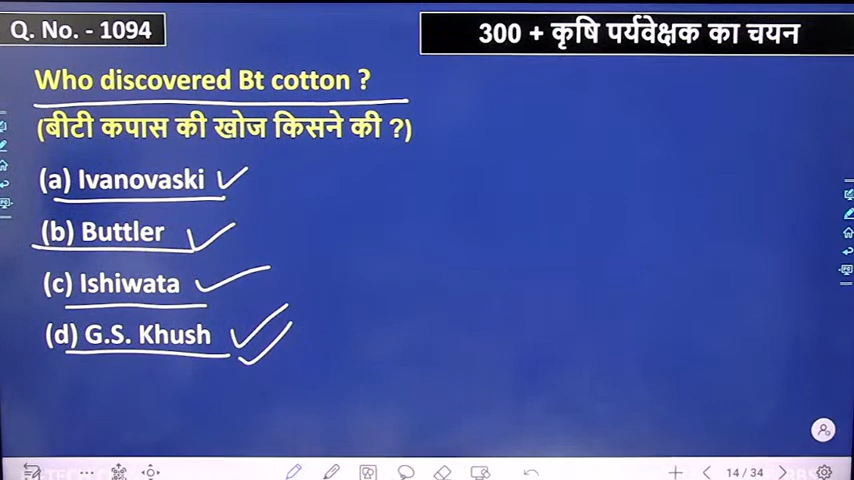 Q. No. - 1094
300 + कृषि पर्यवेक्षक का चयन
Who discovered Bt cotton ?
(बीटी कपास की खोज किसने की ?)
(a) Ivanovaski
(b) Buttler
(c) Ishiwata
(d) G.S. Khush
14 / 34